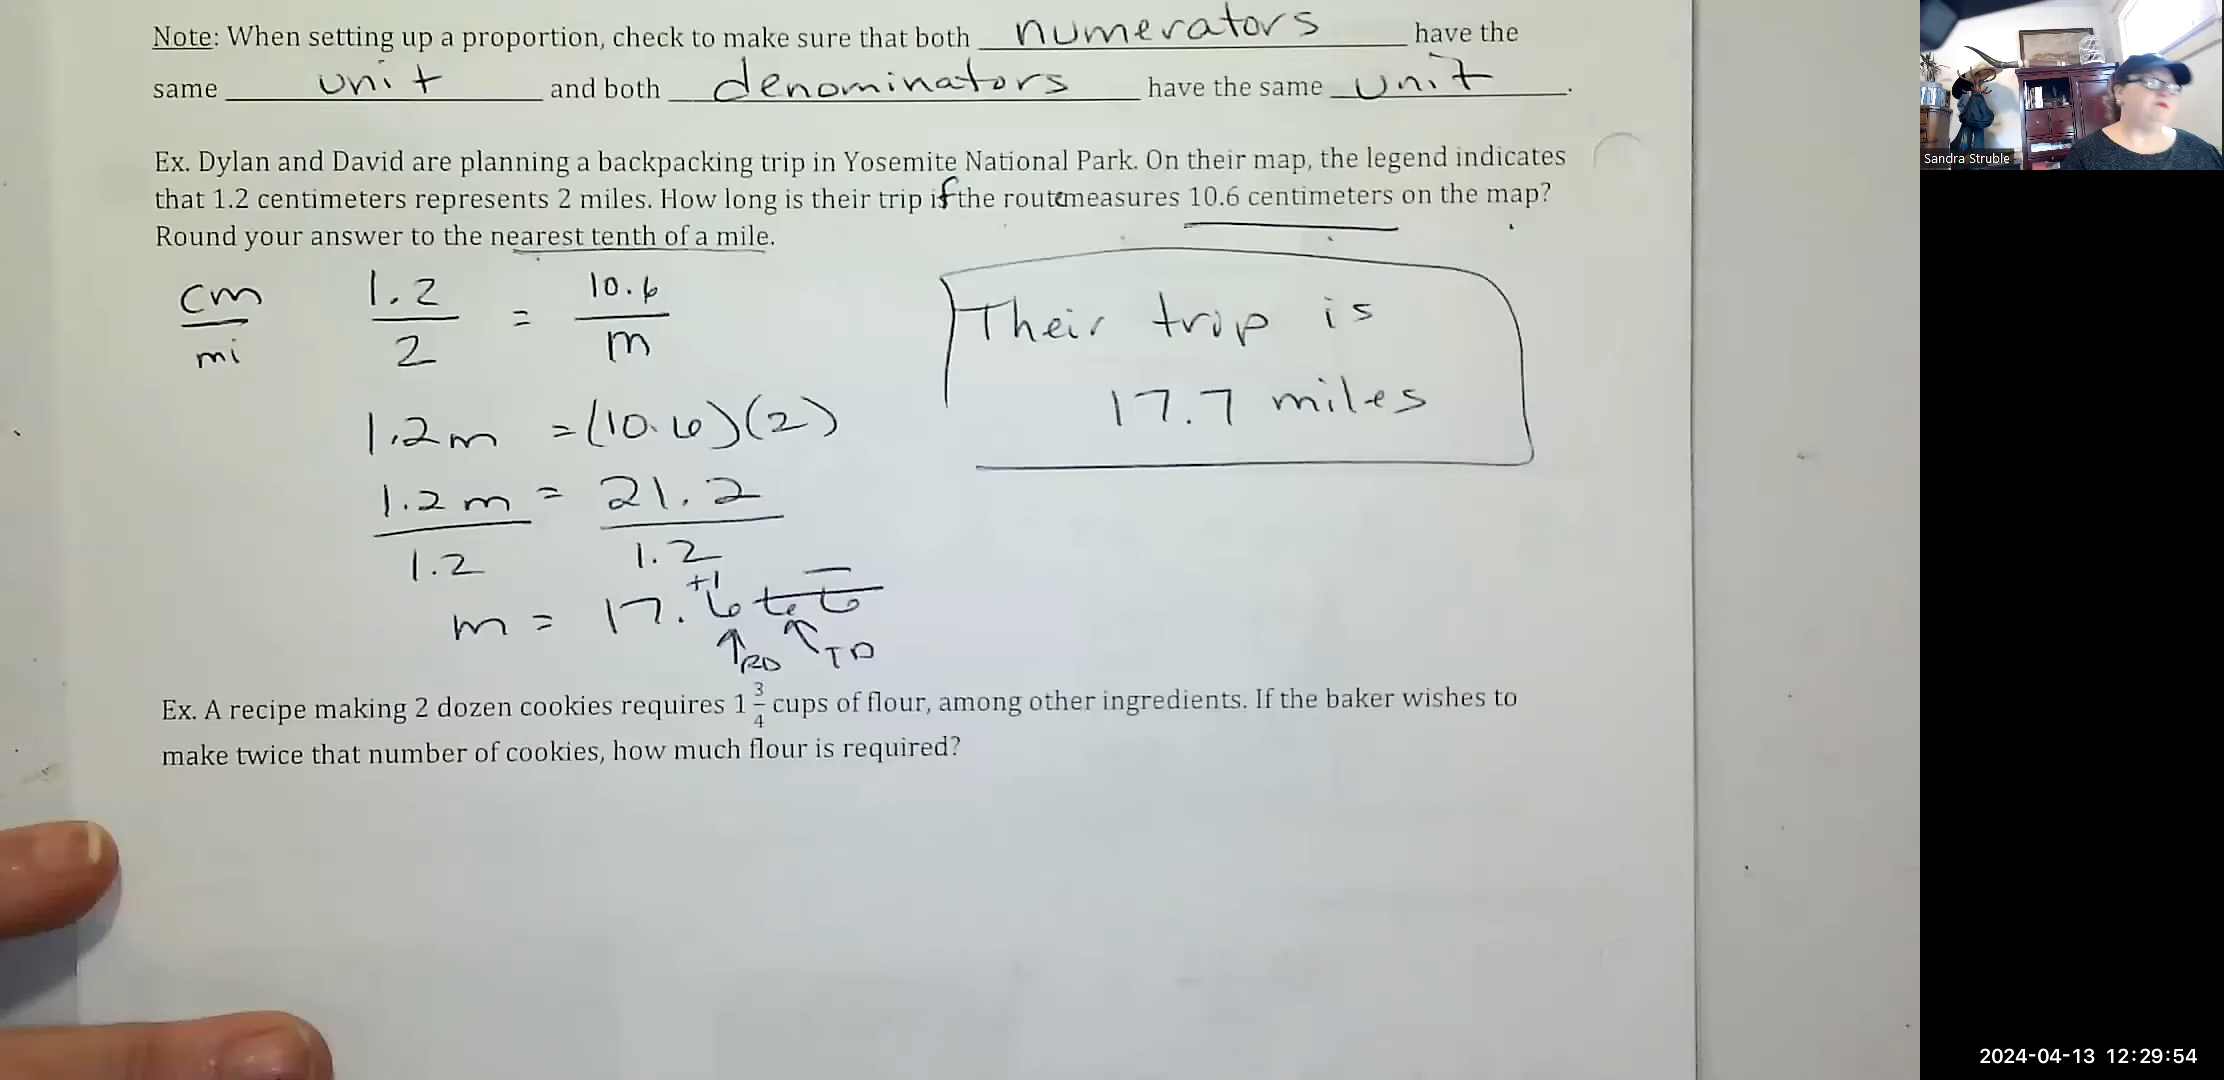 Note: When setting up a proportion, check to make sure that both numerators have the
same unit and both denominators have the same unit.
Ex. Dylan and David are planning a backpacking trip in Yosemite National Park. On their map, the legend indicates
that 1.2 centimeters represents 2 miles. How long is their trip if the route measures 10.6 centimeters on the map?
Round your answer to the nearest tenth of a mile.
cm/mi 1.2/2 = 10.6/m
1.2m = (10.6)(2)
1.2m/1.2 = 21.2/1.2
+1
m = 17.666
RD TD
Their trip is
17.7 miles
Ex. A recipe making 2 dozen cookies requires 1 3/4 cups of flour, among other ingredients. If the baker wishes to
make twice that number of cookies, how much flour is required?
Sandra Struble
2024-04-13 12:29:54